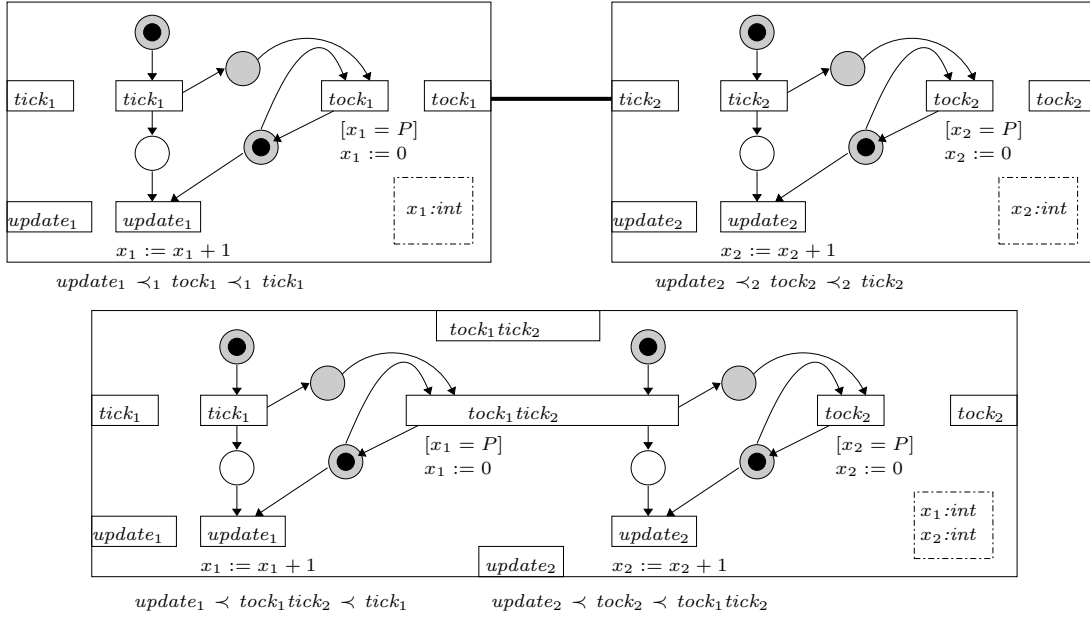 tick₁ tick₁ tock₁ tock₁ tick₂ tick₂ tock₂ tock₂
[x₁ = P] [x₂ = P]
x₁ := 0 x₂ := 0
x₁:int x₂:int
update₁ update₁ update₂ update₂
x₁ := x₁ + 1 x₂ := x₂ + 1
update₁ ≺₁ tock₁ ≺₁ tick₁ update₂ ≺₂ tock₂ ≺₂ tick₂
tock₁tick₂
tick₁ tick₁ tock₁tick₂ tock₂ tock₂
[x₁ = P] [x₂ = P]
x₁ := 0 x₂ := 0
x₁:int
x₂:int
update₁ update₁ update₂
update₂
x₁ := x₁ + 1 x₂ := x₂ + 1
update₁ ≺ tock₁tick₂ ≺ tick₁ update₂ ≺ tock₂ ≺ tock₁tick₂